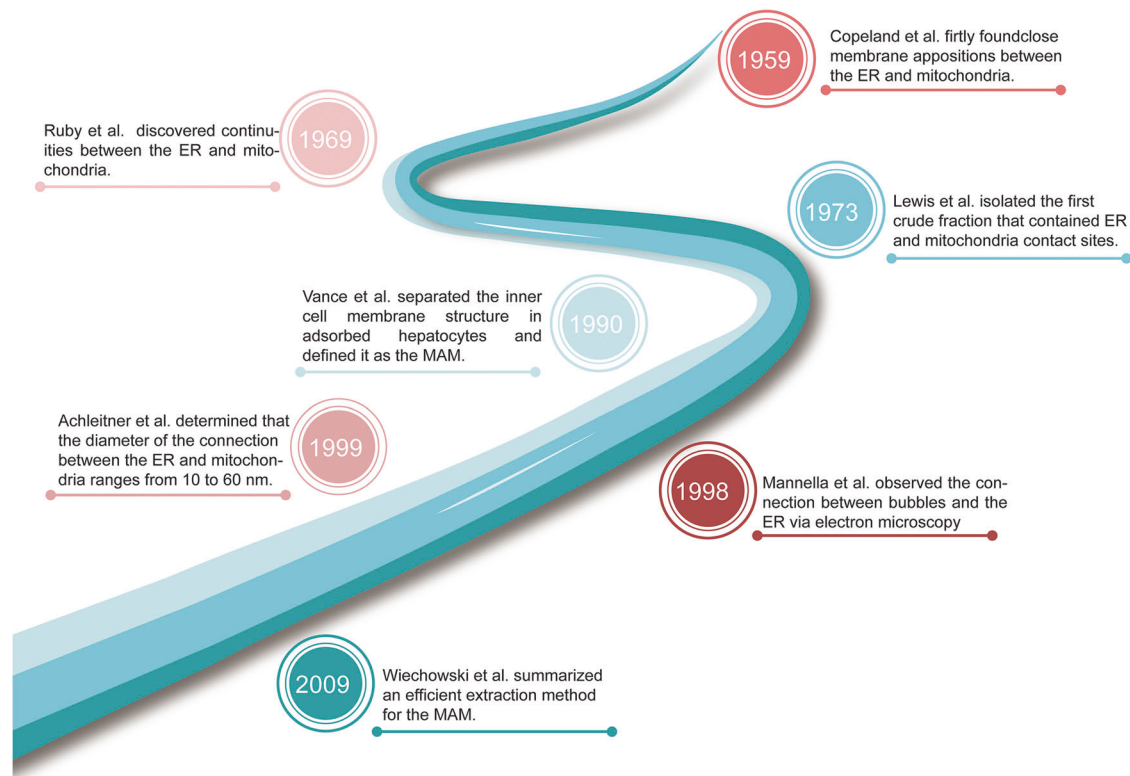 1959
Copeland et al. firtly foundclose
membrane appositions between
the ER and mitochondria.
1969
Ruby et al. discovered continu-
ities between the ER and mito-
chondria.
1973
Lewis et al. isolated the first
crude fraction that contained ER
and mitochondria contact sites.
1990
Vance et al. separated the inner
cell membrane structure in
adsorbed hepatocytes and
defined it as the MAM.
1998
Mannella et al. observed the con-
nection between bubbles and the
ER via electron microscopy
1999
Achleitner et al. determined that
the diameter of the connection
between the ER and mitochon-
dria ranges from 10 to 60 nm.
2009
Wiechowski et al. summarized
an efficient extraction method
for the MAM.